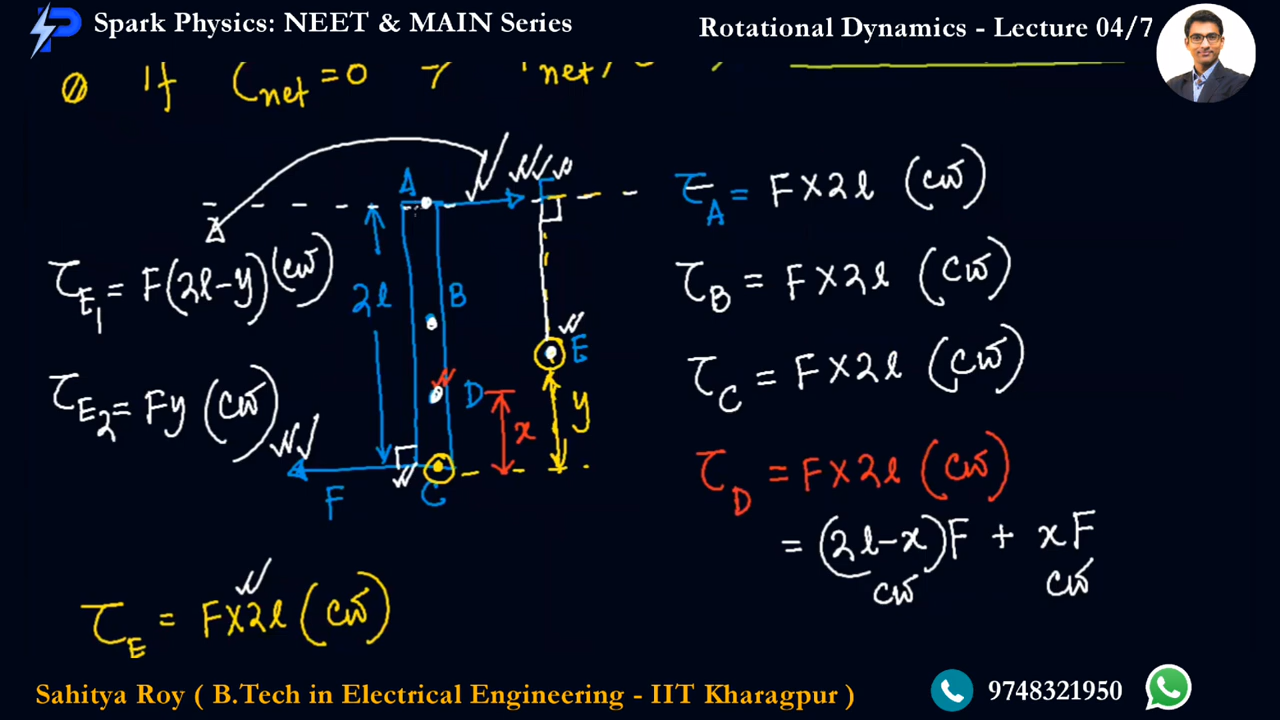 Spark Physics: NEET & MAIN Series
Rotational Dynamics - Lecture 04/7
If τnet = 0
A
F
B
2l
E
D
x
y
C
F
τE1 = F(2l-y) (cw)
τE2 = Fy (cw)
τE = F×2l (cw)
τA = F×2l (cw)
τB = F×2l (cw)
τC = F×2l (cw)
τD = F×2l (cw)
= (2l-x)F + xF
cw cw
Sahitya Roy ( B.Tech in Electrical Engineering - IIT Kharagpur )
9748321950